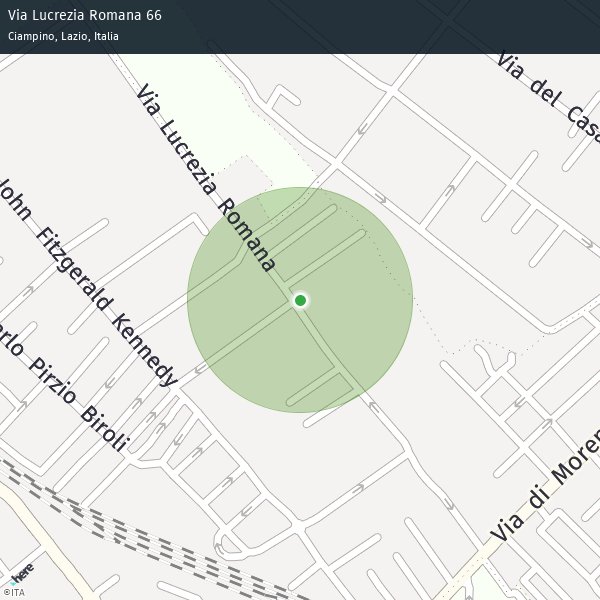 Via Lucrezia Romana 66
Ciampino, Lazio, Italia
Via del Casa
Via Lucrezia Romana
John Fitzgerald Kennedy
arlo Pirzio Biroli
Via di Moren
here
©ITA